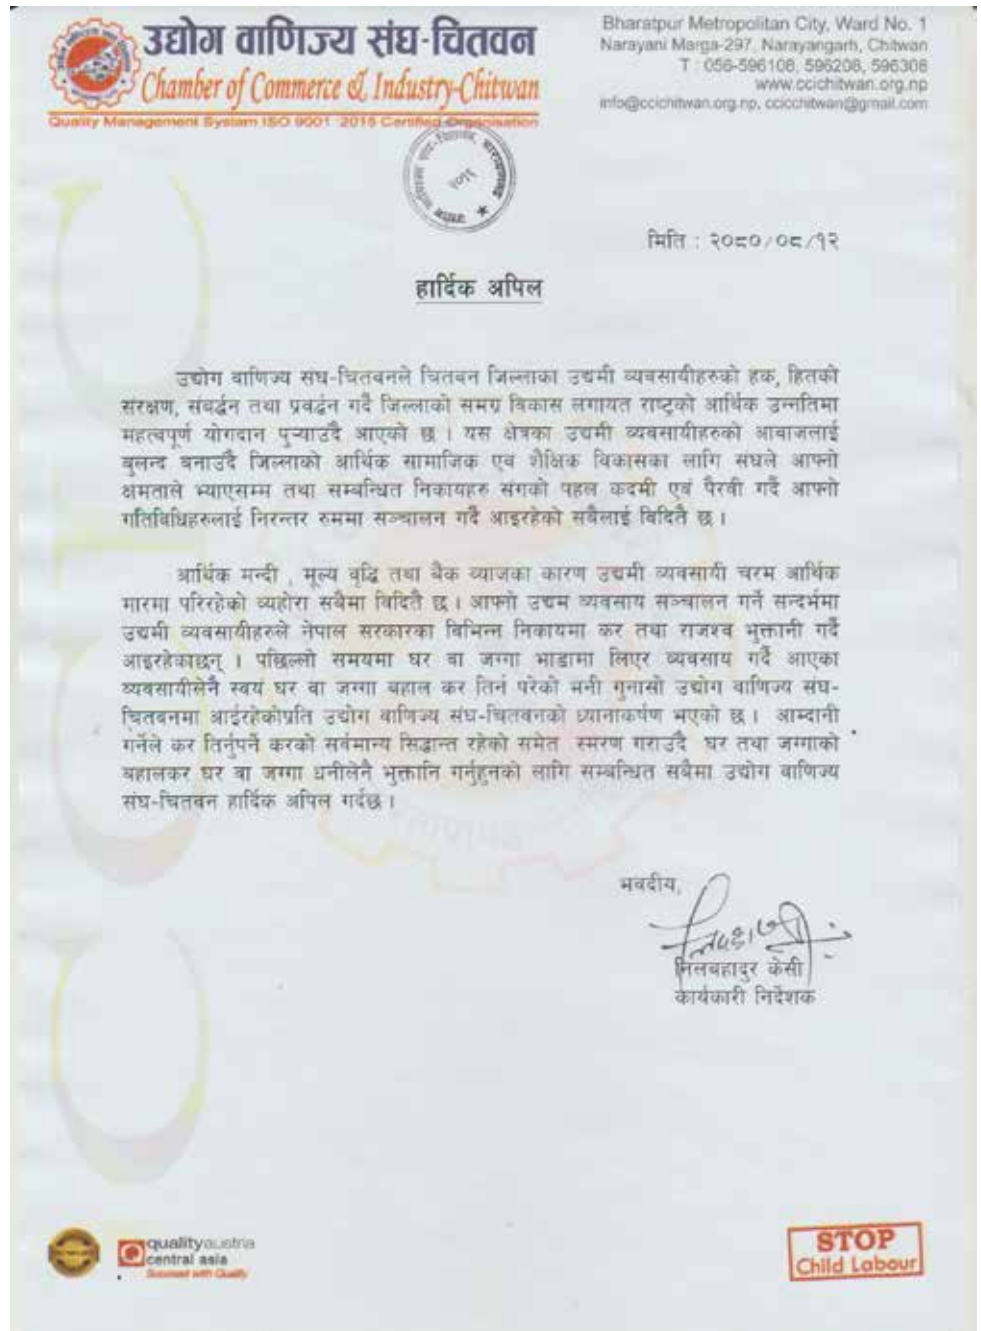 उद्योग वाणिज्य संघ-चितवन
Chamber of Commerce & Industry-Chitwan
Quality Management System ISO 9001 : 2015 Certified Organisation
Bharatpur Metropolitan City, Ward No. 1
Narayani Marga-297, Narayangarh, Chitwan
T : 056-596108, 596208, 596308
www.ccichitwan.org.np
info@ccichitwan.org.np, ccicchitwan@gmail.com
मिति : २०८०/०८/१२
हार्दिक अपिल
उद्योग वाणिज्य संघ-चितवनले चितवन जिल्लाका उद्यमी व्यवसायीहरुको हक, हितको
संरक्षण, संवर्द्धन तथा प्रवर्द्धन गर्दै जिल्लाको समग्र विकास लगायत राष्ट्रको आर्थिक उन्नतिमा
महत्वपूर्ण योगदान पुऱ्याउदै आएको छ । यस क्षेत्रका उद्यमी व्यवसायीहरुको आवाजलाई
बुलन्द बनाउदै जिल्लाको आर्थिक सामाजिक एवं शैक्षिक विकासका लागि संघले आफ्नो
क्षमताले भ्याएसम्म तथा सम्बन्धित निकायहरु संगको पहल कदमी एवं पैरवी गर्दै आफ्नो
गतिविधिहरुलाई निरन्तर रुममा सञ्चालन गर्दै आइरहेको सबैलाई विदितै छ ।
आर्थिक मन्दी , मूल्य वृद्धि तथा बैंक व्याजका कारण उद्यमी व्यवसायी चरम आर्थिक
मारमा परिरहेको व्यहोरा सबैमा विदितै छ । आफ्नो उद्यम व्यवसाय सञ्चालन गर्ने सन्दर्भमा
उद्यमी व्यवसायीहरुले नेपाल सरकारका विभिन्न निकायमा कर तथा राजश्व भुक्तानी गर्दै
आइरहेकाछन् । पछिल्लो समयमा घर वा जग्गा भाडामा लिएर व्यवसाय गर्दै आएका
व्यवसायीलेनै स्वयं घर वा जग्गा बहाल कर तिर्न परेको भनी गुनासो उद्योग वाणिज्य संघ-
चितवनमा आईरहेकोप्रति उद्योग वाणिज्य संघ-चितवनको ध्यानाकर्षण भएको छ । आम्दानी
गर्नेले कर तिर्नुपर्ने करको सर्वमान्य सिद्धान्त रहेको समेत स्मरण गराउदै घर तथा जग्गाको
बहालकर घर वा जग्गा धनीलेनै भुक्तानि गर्नुहुनको लागि सम्बन्धित सबैमा उद्योग वाणिज्य
संघ-चितवन हार्दिक अपिल गर्दछ ।
भवदीय,
निलबहादुर केसी
कार्यकारी निर्देशक
qualityaustria
central asia
Succeed with Quality
STOP
Child Labour